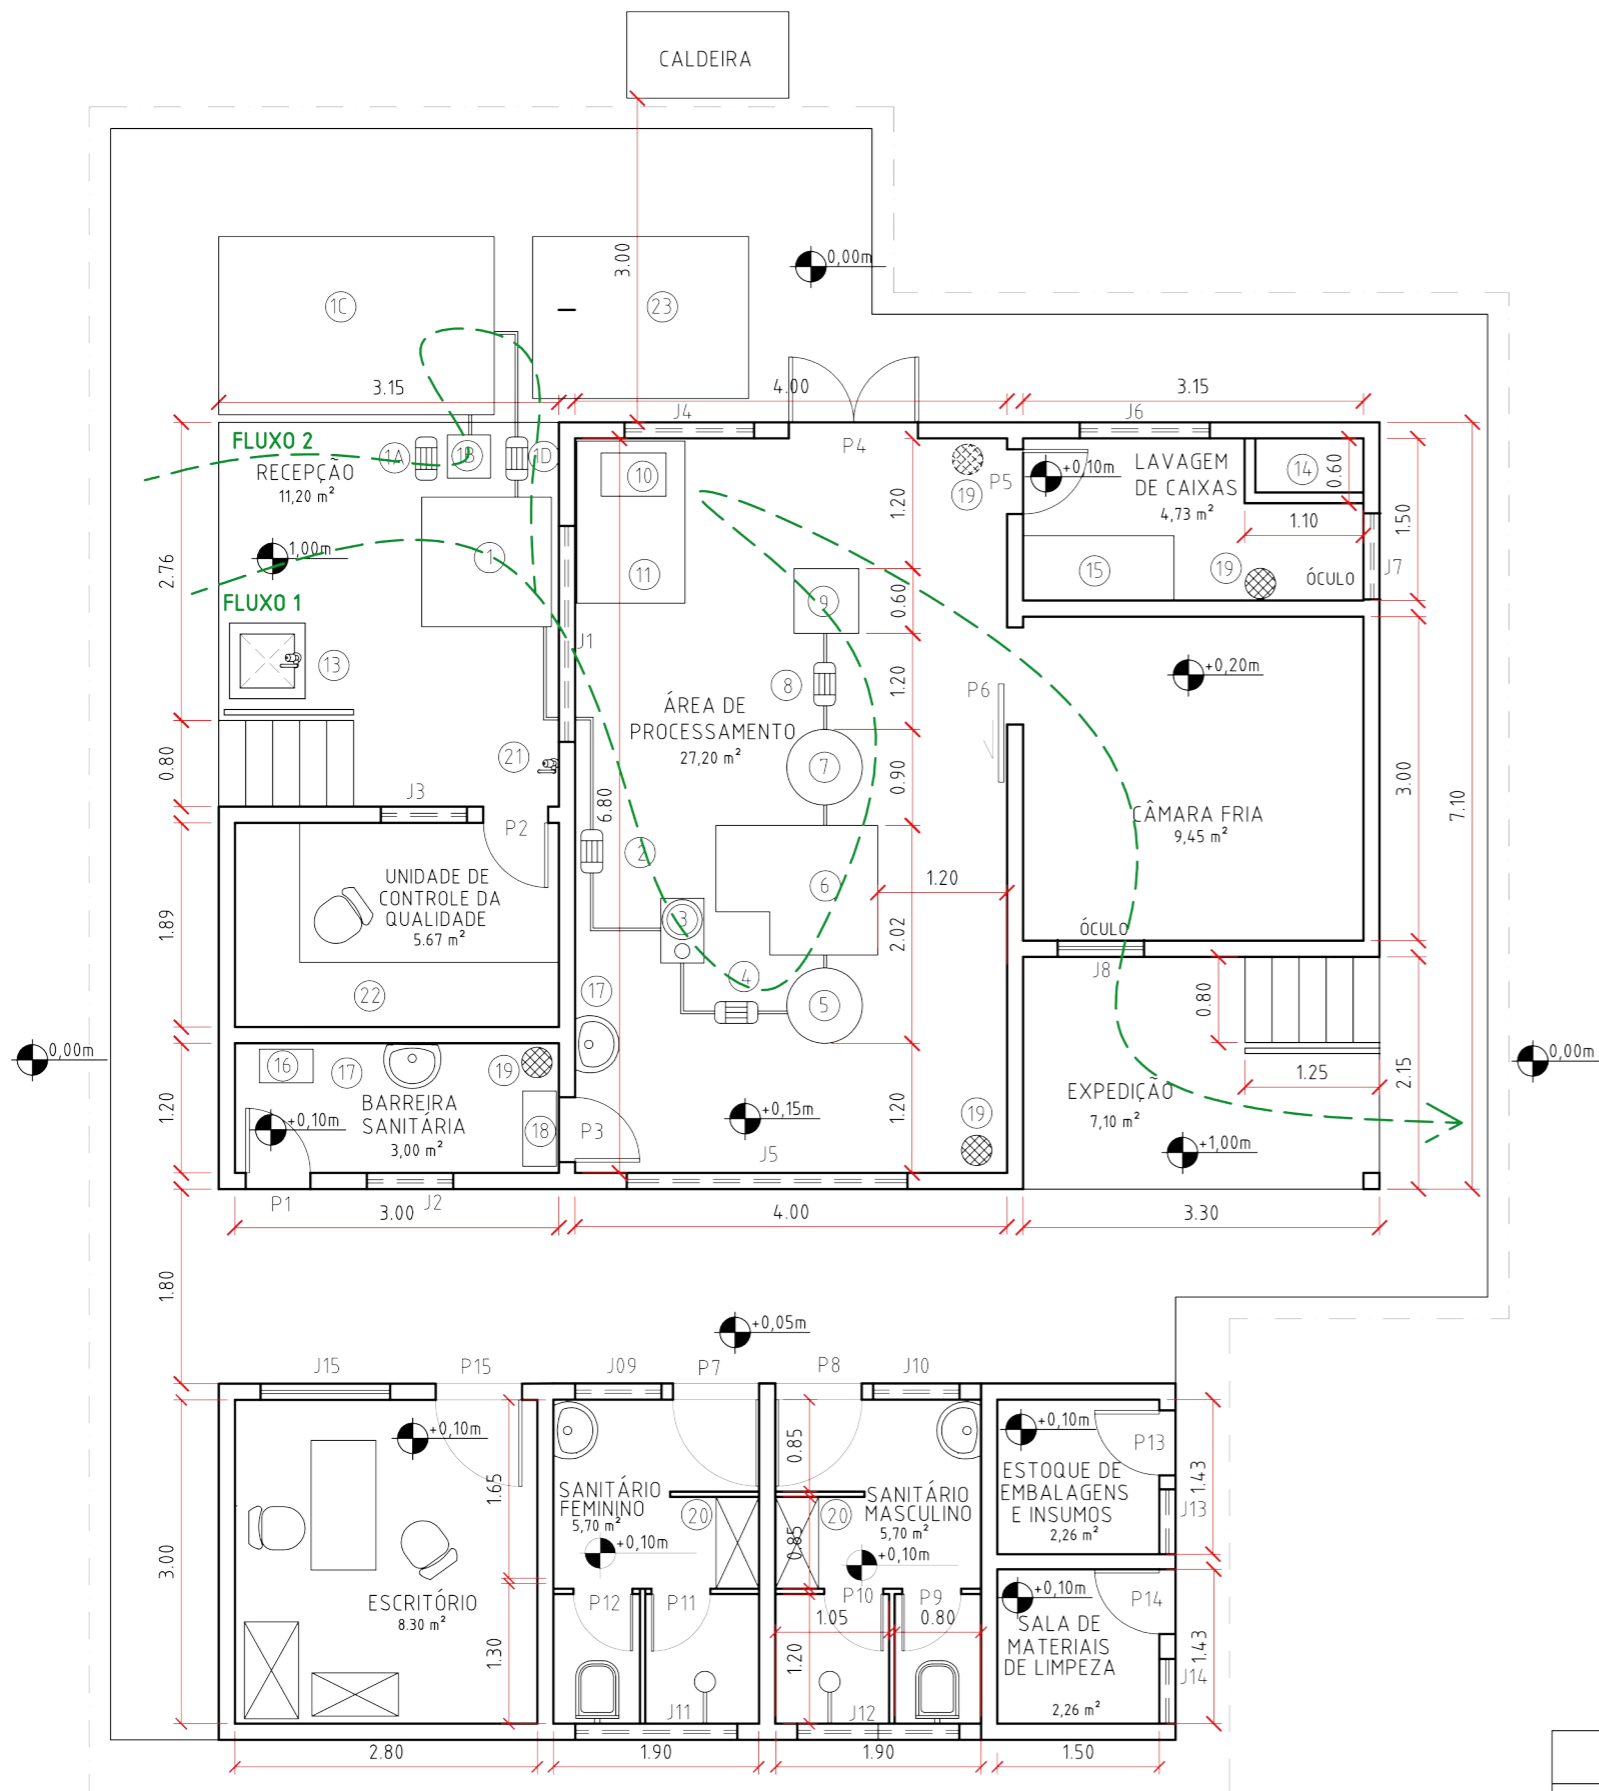 CALDEIRA
0,00m
3.00
1C
23
3.15
4.00
3.15
J4
J6
FLUXO 2
RECEPÇÃO
11,20 m²
1A
1B
1D
P4
10
19
P5
+0,10m
LAVAGEM
DE CAIXAS
4,73 m²
14
0.60
1.20
1.10
1.50
1,00m
1
11
15
19
ÓCULO
J7
2.76
FLUXO 1
9
0.60
13
J1
8
1.20
P6
+0,20m
ÁREA DE
PROCESSAMENTO
27,20 m²
21
7
0.80
0.90
3.00
7.10
J3
P2
6.80
CÂMARA FRIA
9,45 m²
2
UNIDADE DE
CONTROLE DA
QUALIDADE
5.67 m²
6
1.20
1.89
3
2.02
ÓCULO
4
J8
22
17
5
0.80
0,00m
16
17
19
0,00m
1.25
2.15
BARREIRA
SANITÁRIA
3,00 m²
+0,10m
18
P3
+0,15m
1.20
1.20
19
EXPEDIÇÃO
7,10 m²
+1,00m
J5
P1
J2
3.00
4.00
3.30
1.80
+0,05m
J15
P15
J09
P7
P8
J10
+0,10m
+0,10m
P13
0.85
1.65
1.43
SANITÁRIO
FEMININO
5,70 m²
20
20
SANITÁRIO
MASCULINO
5,70 m²
ESTOQUE DE
EMBALAGENS
E INSUMOS
2,26 m²
J13
0.85
+0,10m
+0,10m
3.00
ESCRITÓRIO
8.30 m²
P12
P11
P10
P9
1.05
0.80
+0,10m
P14
SALA DE
MATERIAIS
DE LIMPEZA
2,26 m²
1.30
1.20
1.43
J14
J11
J12
2.80
1.90
1.90
1.50